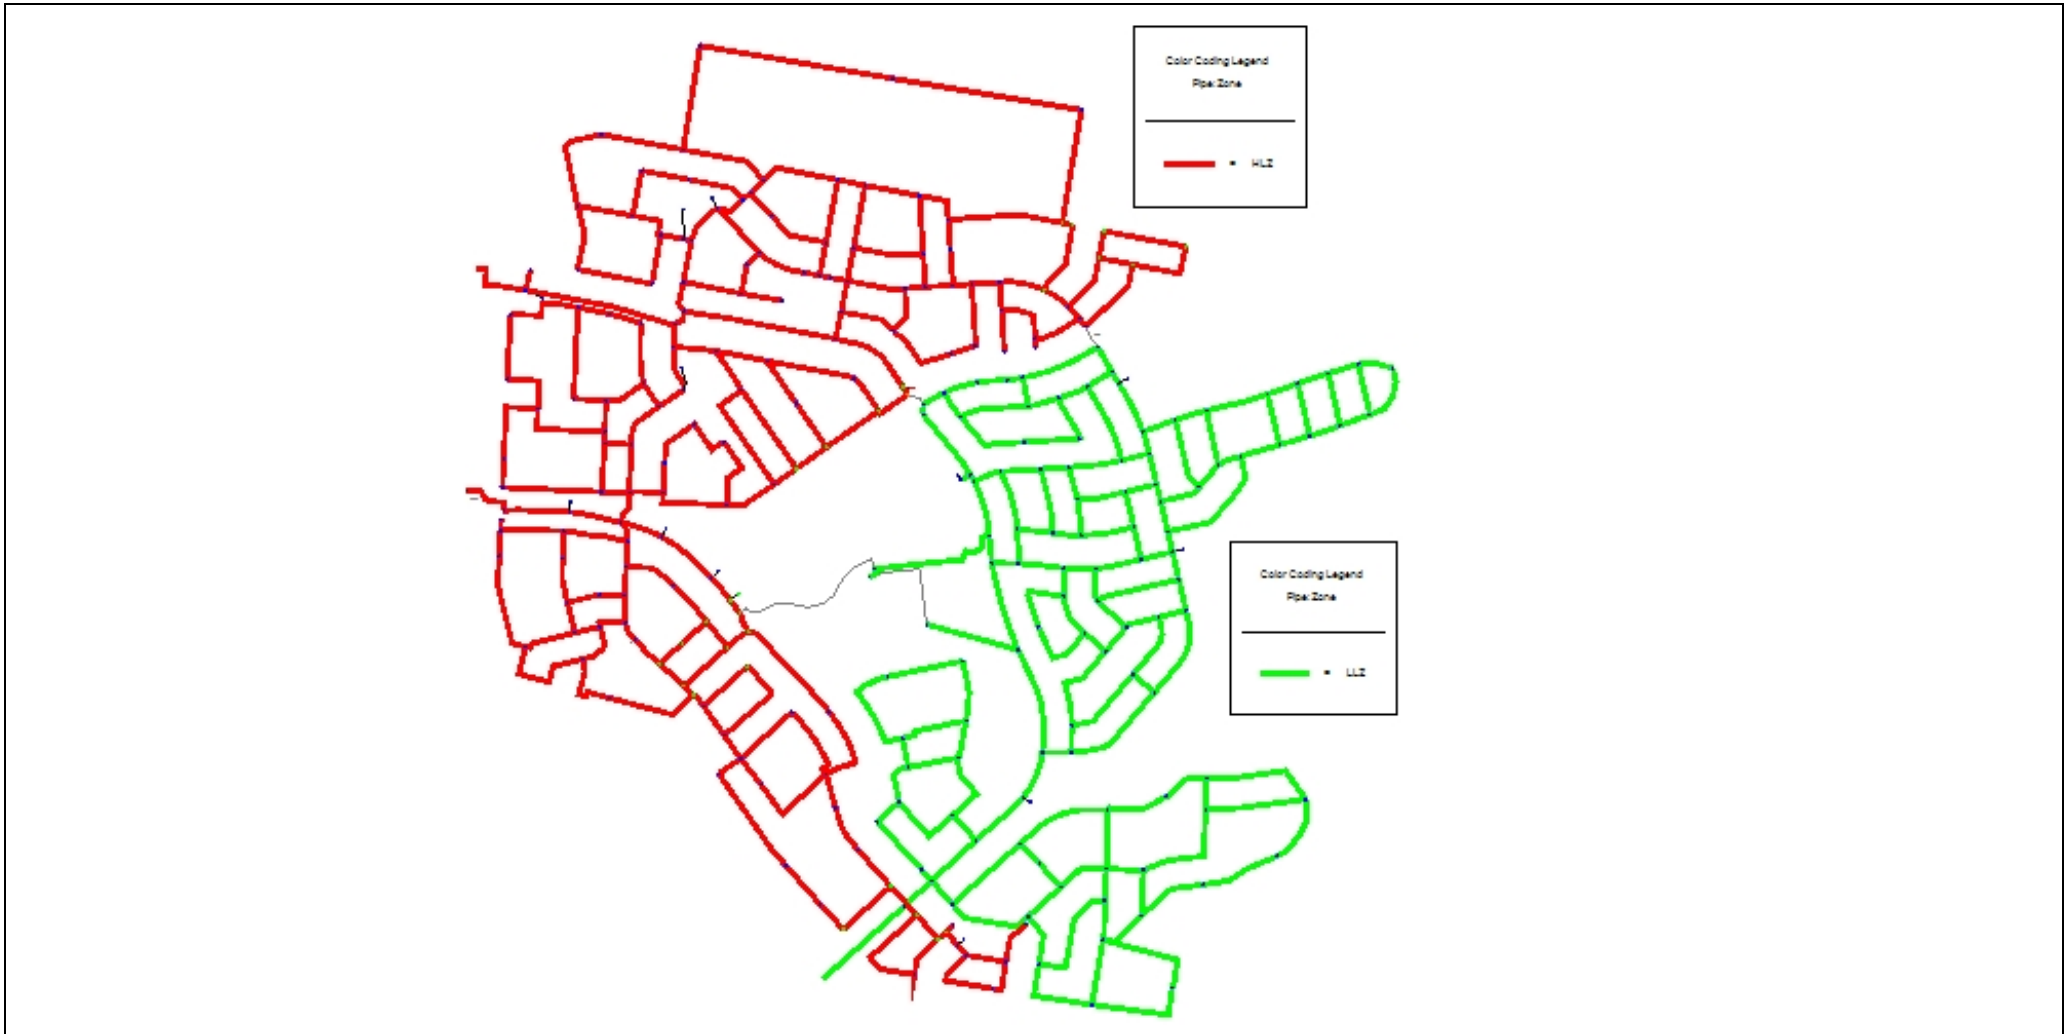 Color Coding Legend
Pipe: Zone
= HLZ
Color Coding Legend
Pipe: Zone
= LLZ